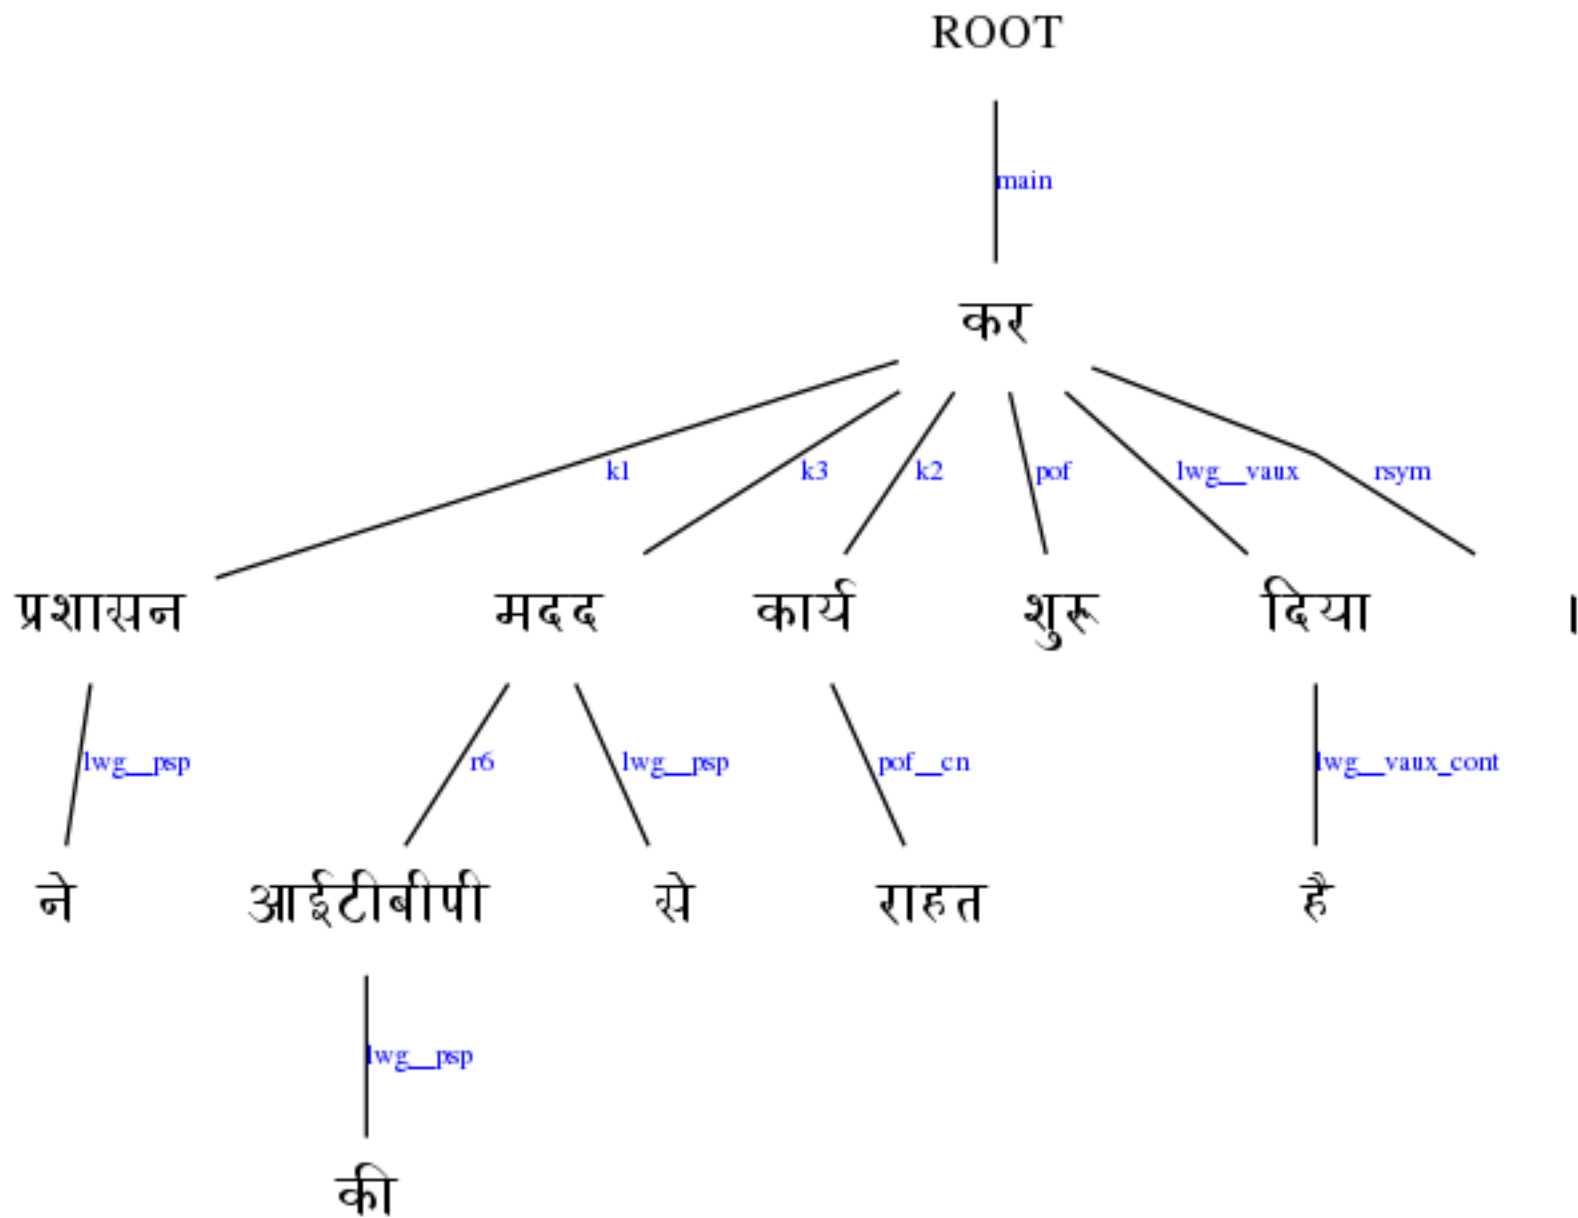 ROOT
main
कर
k1 k3 k2 pof lwg__vaux rsym
प्रशासन मदद कार्य शुरू दिया ।
lwg__psp r6 lwg__psp pof__cn lwg__vaux_cont
ने आईटीबीपी से राहत है
lwg__psp
की